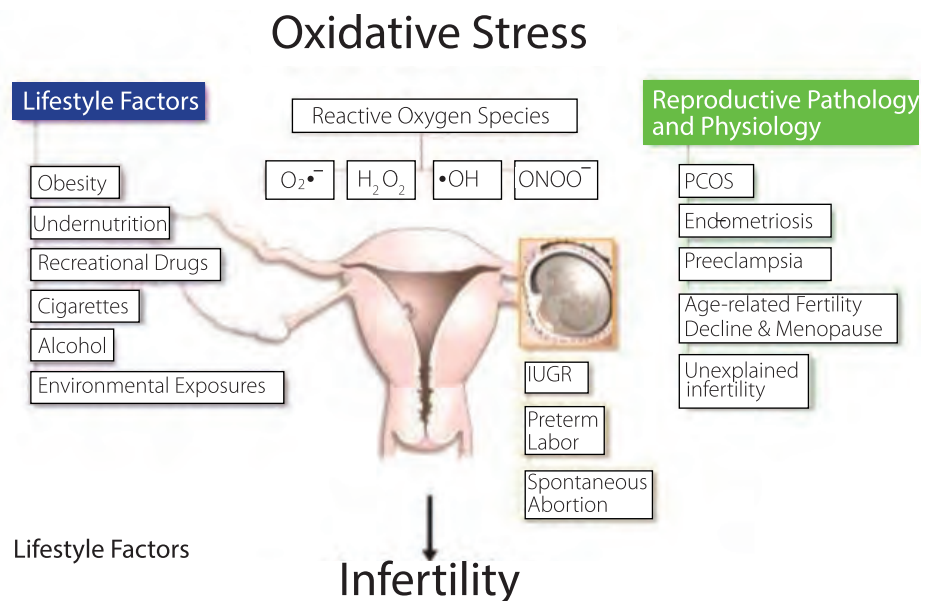 Oxidative Stress
Lifestyle Factors
Obesity
Undernutrition
Recreational Drugs
Cigarettes
Alcohol
Environmental Exposures
Reactive Oxygen Species
O₂•⁻
H₂O₂
•OH
ONOO⁻
IUGR
Preterm
Labor
Spontaneous
Abortion
Reproductive Pathology
and Physiology
PCOS
Endometriosis
Preeclampsia
Age-related Fertility
Decline & Menopause
Unexplained
infertility
Lifestyle Factors
Infertility